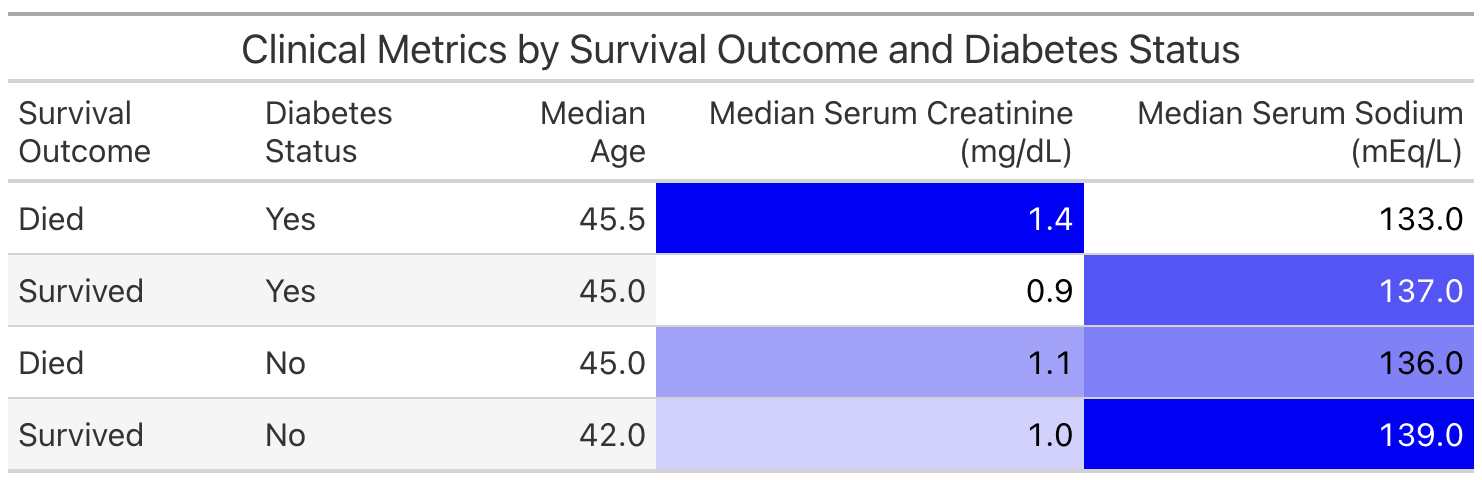 Clinical Metrics by Survival Outcome and Diabetes Status
Survival Outcome Diabetes Status Median Age Median Serum Creatinine (mg/dL) Median Serum Sodium (mEq/L)
Died Yes 45.5 1.4 133.0
Survived Yes 45.0 0.9 137.0
Died No 45.0 1.1 136.0
Survived No 42.0 1.0 139.0